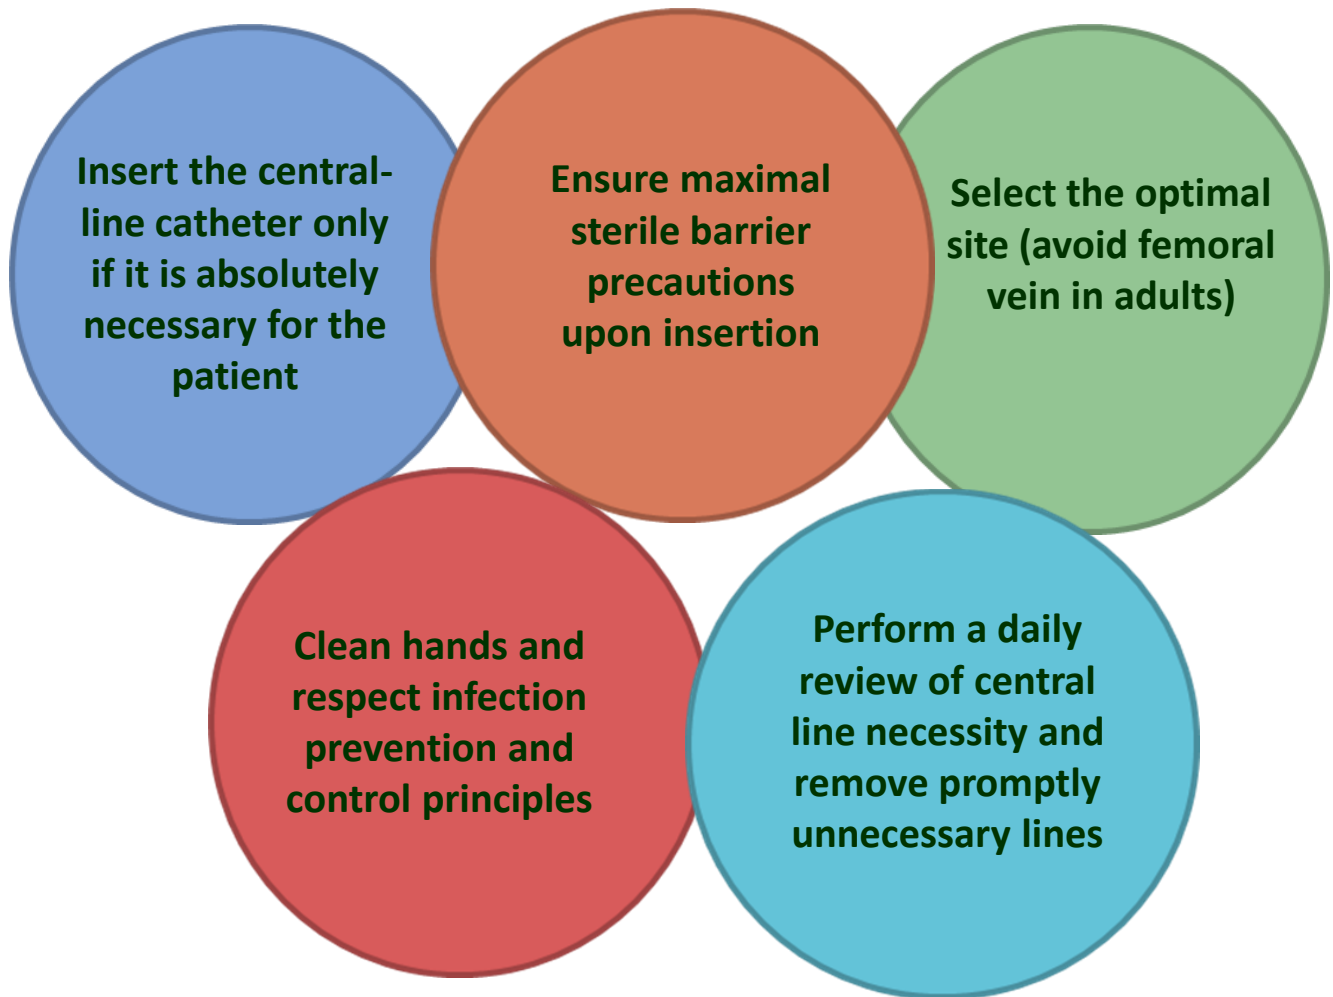 Insert the central-
line catheter only
if it is absolutely
necessary for the
patient
Ensure maximal
sterile barrier
precautions
upon insertion
Select the optimal
site (avoid femoral
vein in adults)
Clean hands and
respect infection
prevention and
control principles
Perform a daily
review of central
line necessity and
remove promptly
unnecessary lines